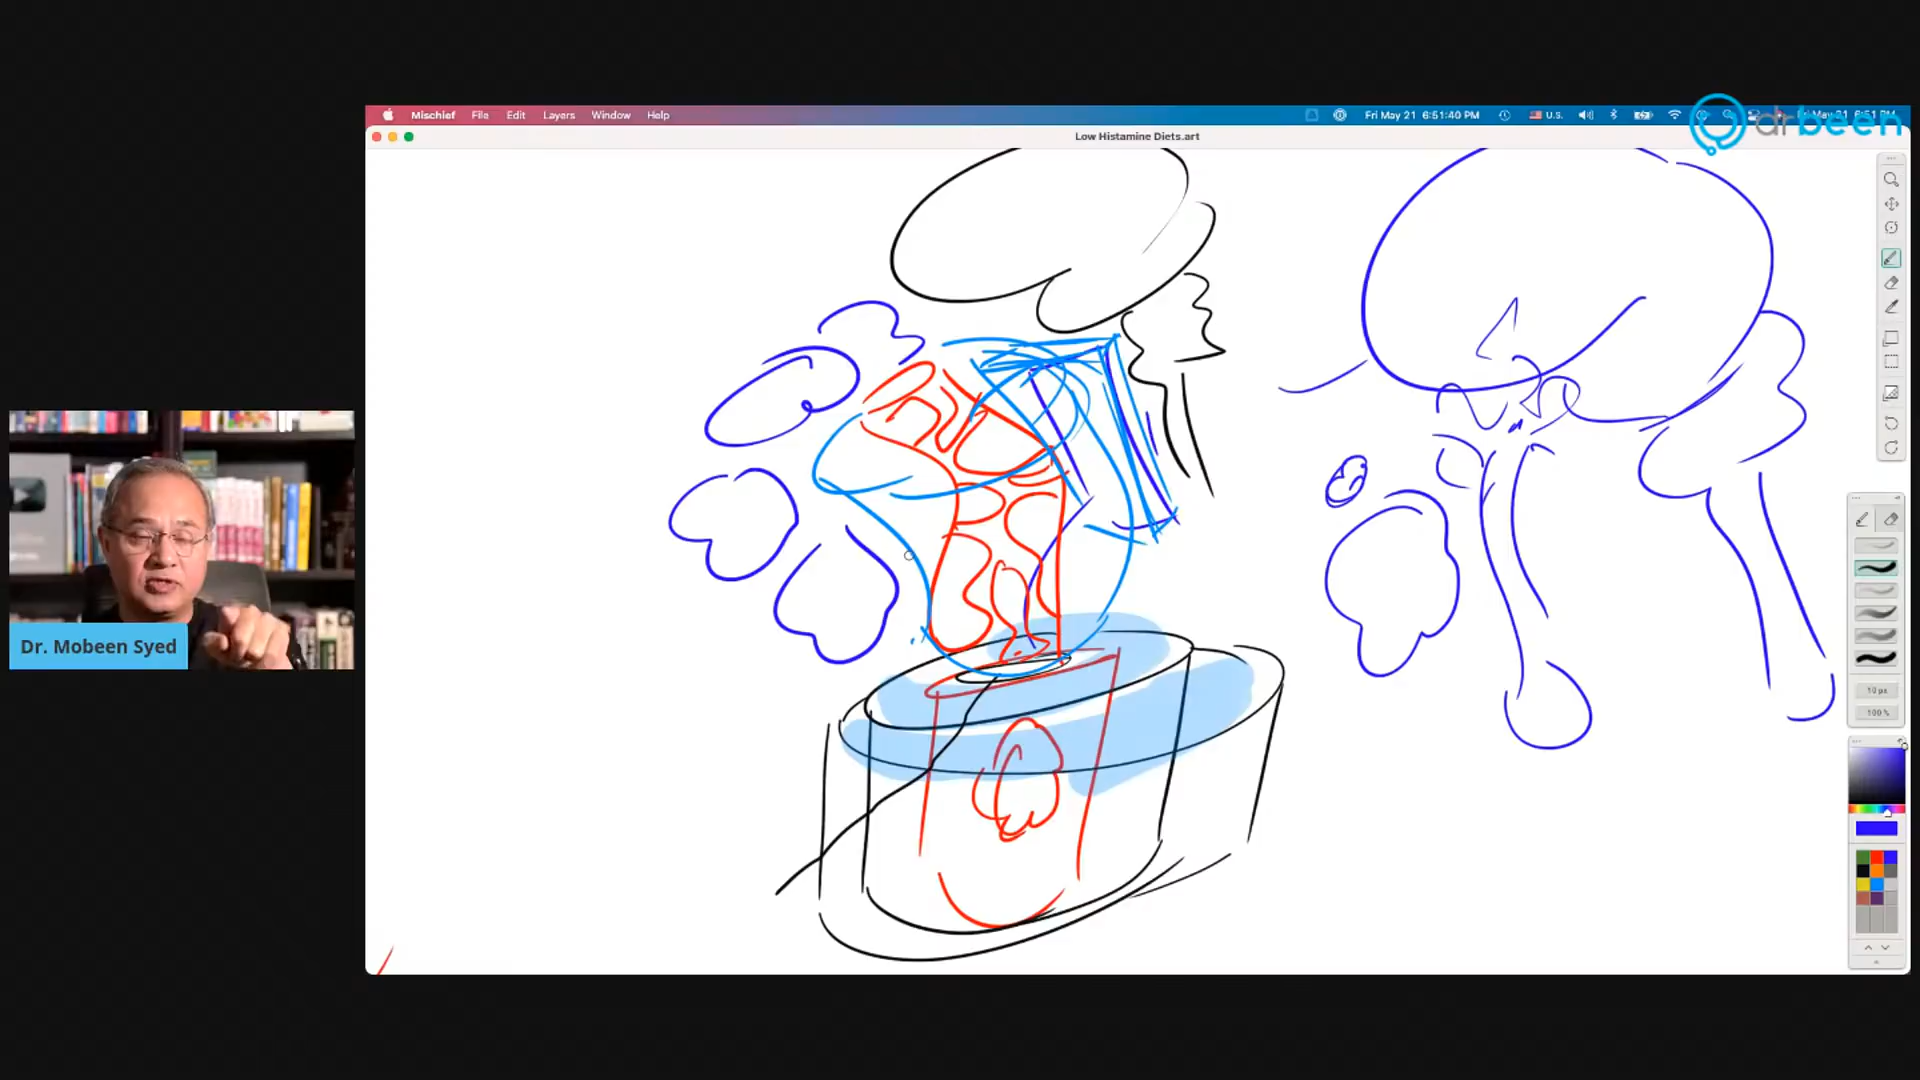 Mischief File Edit Layers Window Help Fri May 21 6:51:40 PM U.S.
drbeen
Low Histamine Diets.art
Dr. Mobeen Syed
10 px
100 %